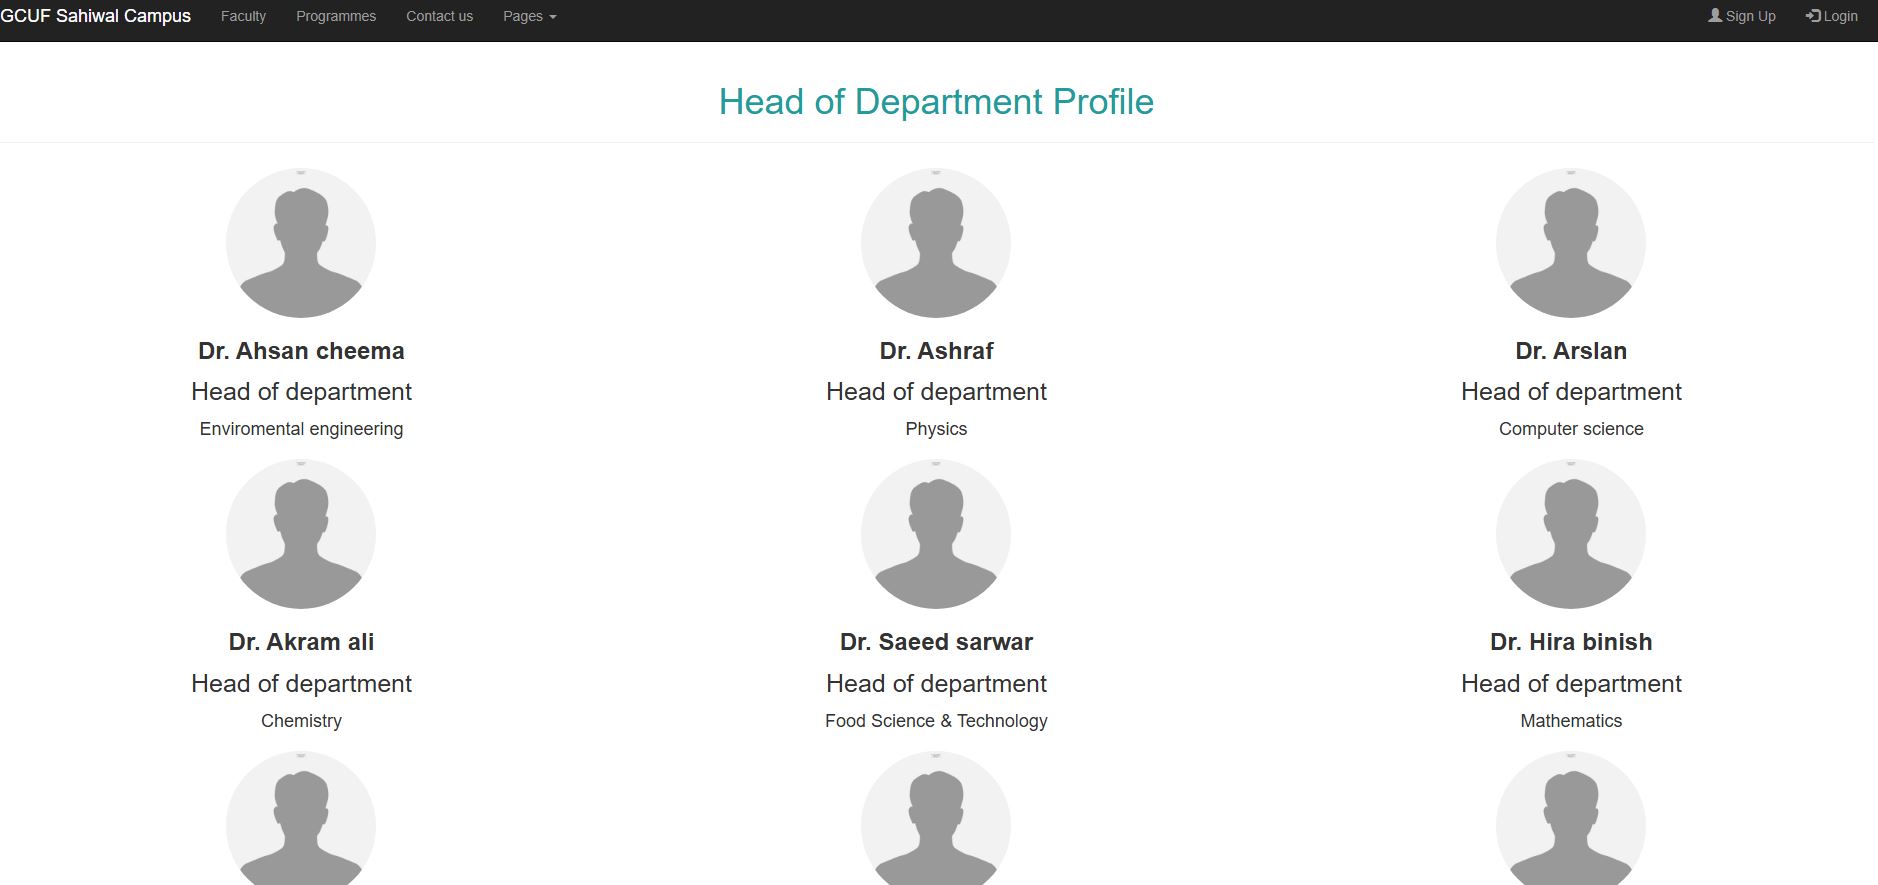 GCUF Sahiwal Campus Faculty Programmes Contact us Pages Sign Up Login
Head of Department Profile
Dr. Ahsan cheema
Head of department
Enviromental engineering
Dr. Ashraf
Head of department
Physics
Dr. Arslan
Head of department
Computer science
Dr. Akram ali
Head of department
Chemistry
Dr. Saeed sarwar
Head of department
Food Science & Technology
Dr. Hira binish
Head of department
Mathematics